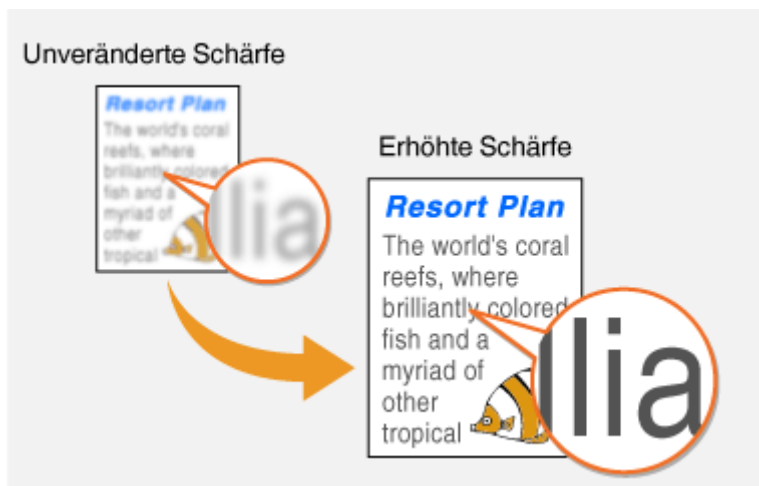 Unveränderte Schärfe
Resort Plan
The world's coral
reefs, where
brilliantly colored
fish and a
myriad of
other
tropical
llia
Erhöhte Schärfe
Resort Plan
The world's coral
reefs, where
brilliantly colored
fish and a
myriad of
other
tropical
llia